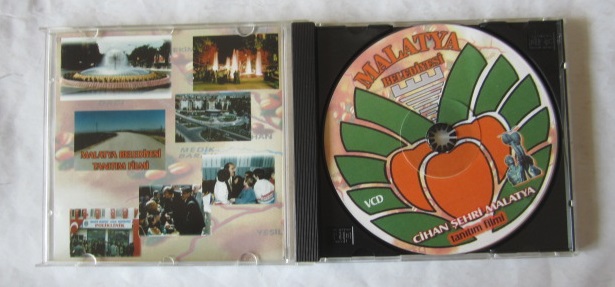 MALATYA BELEDİYESİ
TANITIM FİLMİ
MALATYA
BELEDİYESİ
VCD
CİHAN ŞEHRİ MALATYA
tanıtım filmi